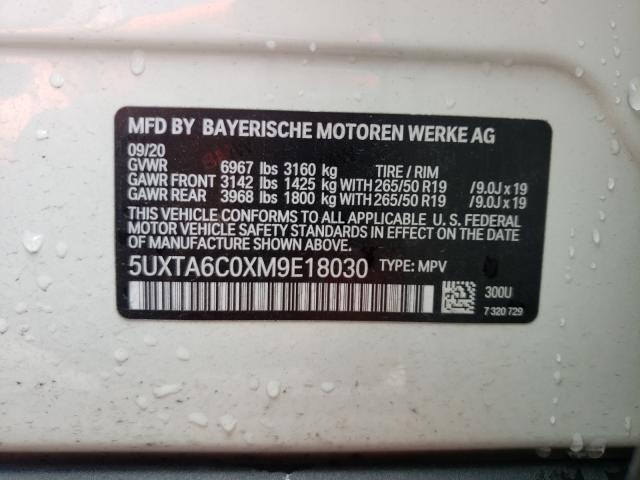 MFD BY BAYERISCHE MOTOREN WERKE AG
09/20
GVWR 6967 lbs 3160 kg TIRE / RIM
GAWR FRONT 3142 lbs 1425 kg WITH 265/50 R19 /9.0J x 19
GAWR REAR 3968 lbs 1800 kg WITH 265/50 R19 /9.0J x 19
THIS VEHICLE CONFORMS TO ALL APPLICABLE U. S. FEDERAL
MOTOR VEHICLE SAFETY STANDARDS IN EFFECT ON THE DATE OF
MANUFACTURE SHOWN ABOVE.
5UXTA6C0XM9E18030 TYPE: MPV
300U
7 320 729